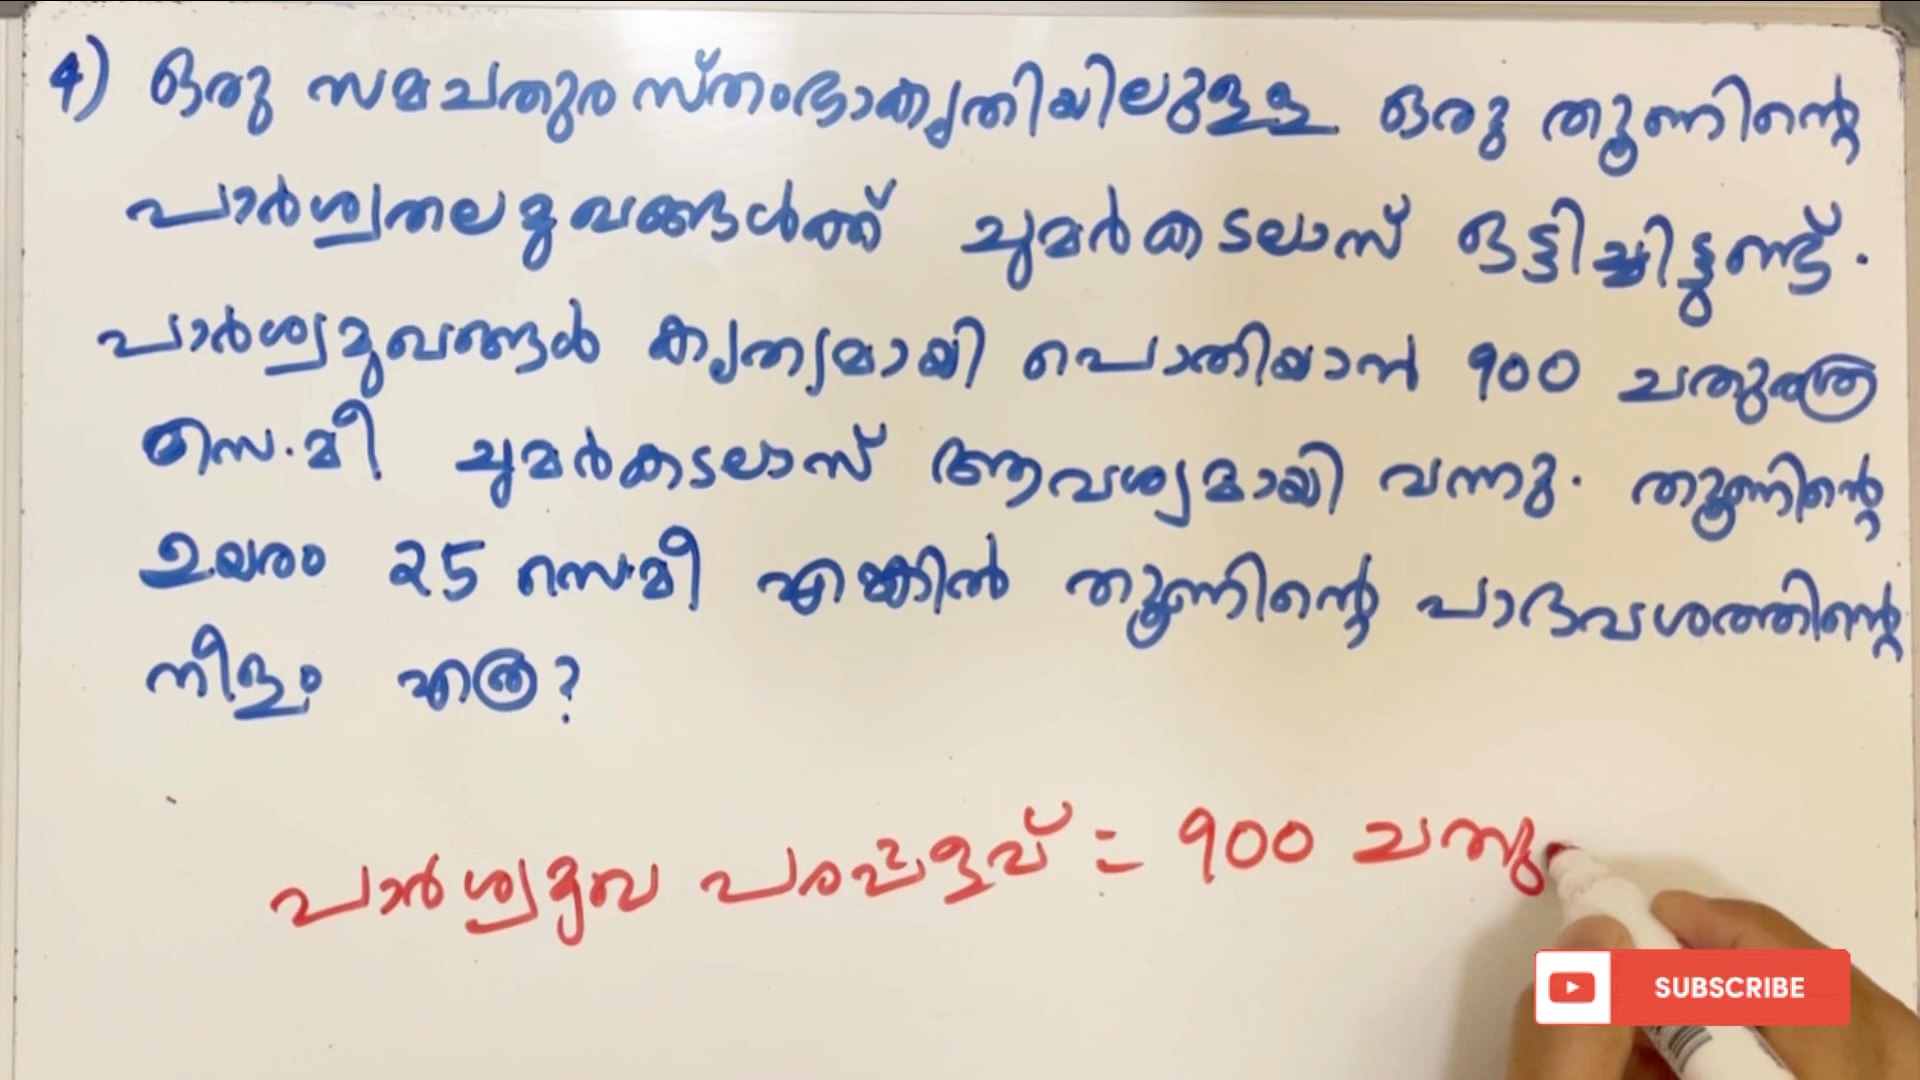 4) ഒരു സമചതുരസ്തംഭാകൃതിയിലുള്ള ഒരു തൂണിന്റെ
പാർശ്വതലമുഖങ്ങൾക്ക് ചുമർകടലാസ് ഒട്ടിച്ചിട്ടുണ്ട്.
പാർശ്വമുഖങ്ങൾ കൃത്യമായി പൊതിയാൻ 900 ചതുരശ്ര
സെ.മീ ചുമർകടലാസ് ആവശ്യമായി വന്നു. തൂണിന്റെ
ഉയരം 25 സെ.മീ എങ്കിൽ തൂണിന്റെ പാദവശത്തിന്റെ
നീളം എത്ര?
പാർശ്വമുഖ പരപ്പളവ് = 900 ചതു
SUBSCRIBE